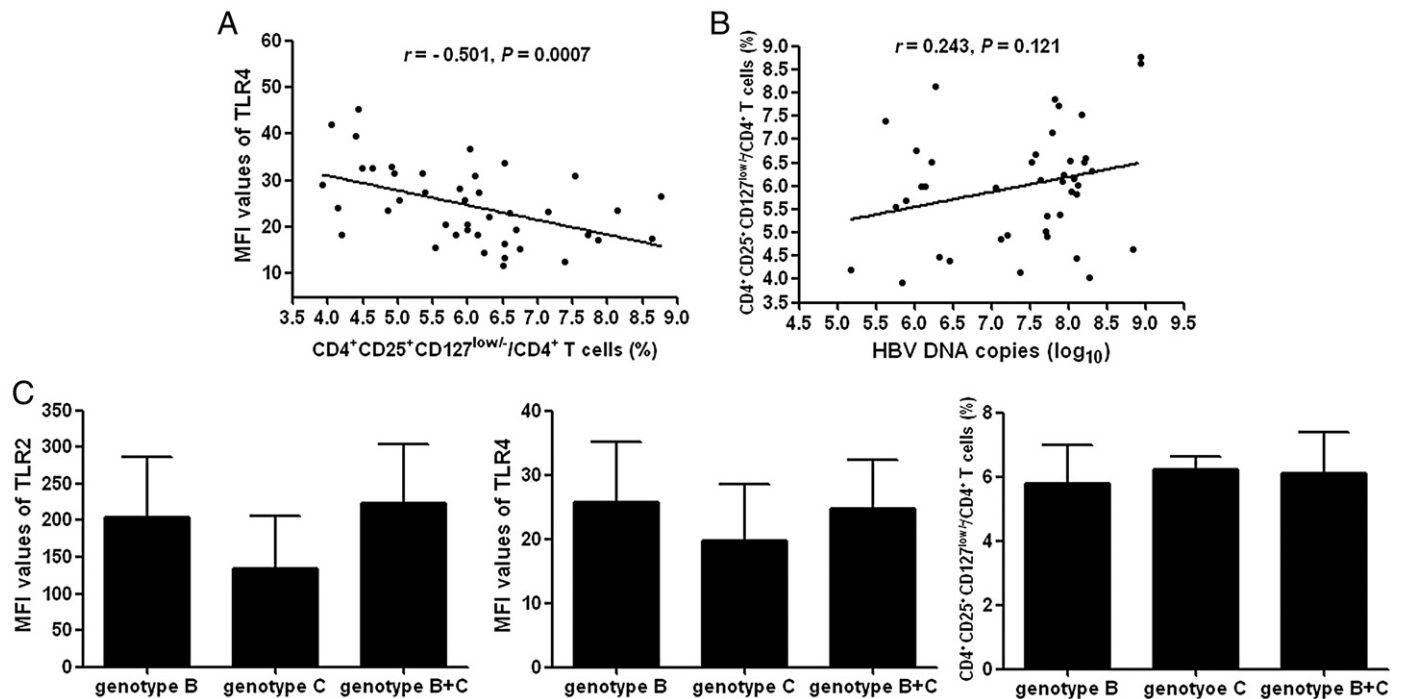 A
r = - 0.501, P = 0.0007
MFI values of TLR4
60
50
40
30
20
10
3.5 4.0 4.5 5.0 5.5 6.0 6.5 7.0 7.5 8.0 8.5 9.0
CD4⁺CD25⁺CD127ˡᵒʷ/⁻/CD4⁺ T cells (%)
B
r = 0.243, P = 0.121
CD4⁺CD25⁺CD127ˡᵒʷ/⁻/CD4⁺ T cells (%)
9.0
8.5
8.0
7.5
7.0
6.5
6.0
5.5
5.0
4.5
4.0
3.5
4.5 5.0 5.5 6.0 6.5 7.0 7.5 8.0 8.5 9.0 9.5
HBV DNA copies (log₁₀)
C
MFI values of TLR2
350
300
250
200
150
100
50
0
genotype B genotype C genotype B+C
MFI values of TLR4
40
30
20
10
0
genotype B genotype C genotype B+C
CD4⁺CD25⁺CD127ˡᵒʷ/⁻/CD4⁺ T cells (%)
8
6
4
2
0
genotype B genotyoe C genotype B+C